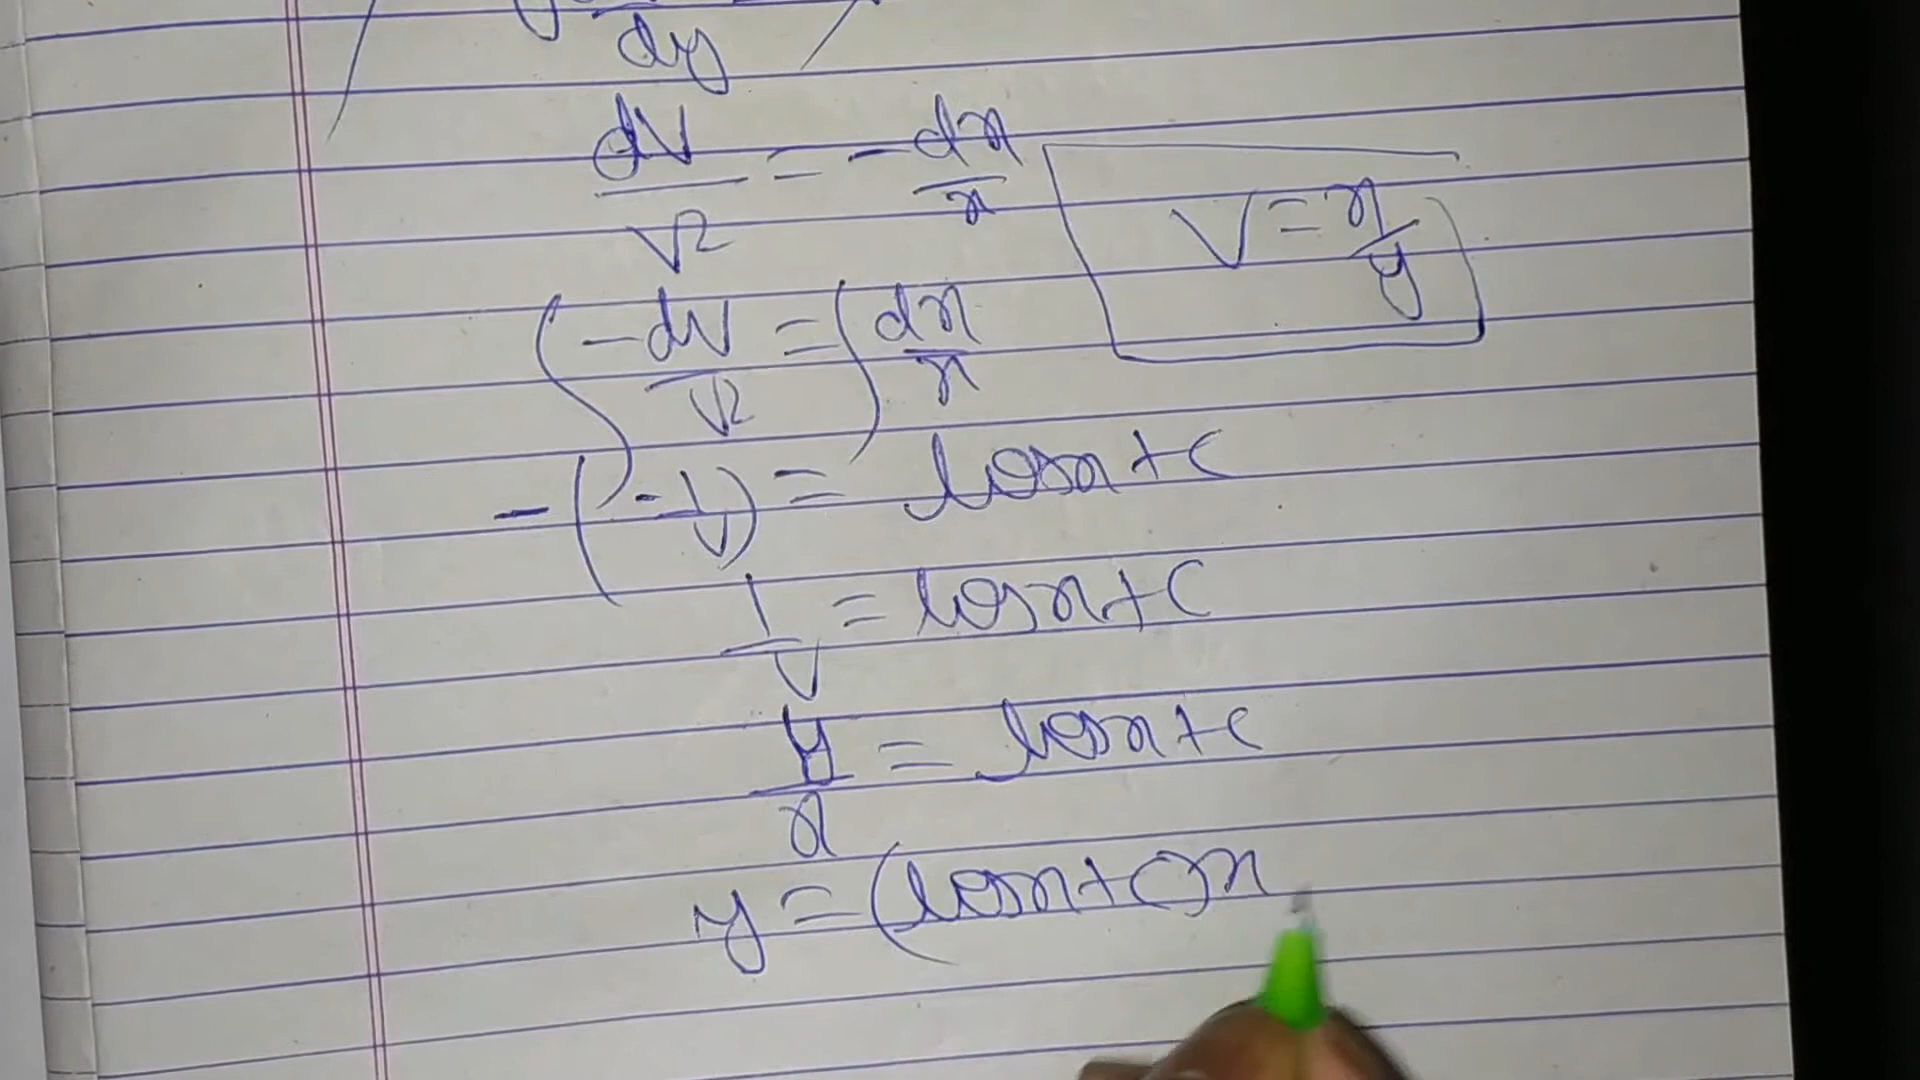 dy
dV/V² = -dx/x
V = x/y
∫ -dV/V² = ∫ dx/x
-(-1/V) = logx+c
1/V = logx+c
y/x = logx+c
y = (logx+c)x